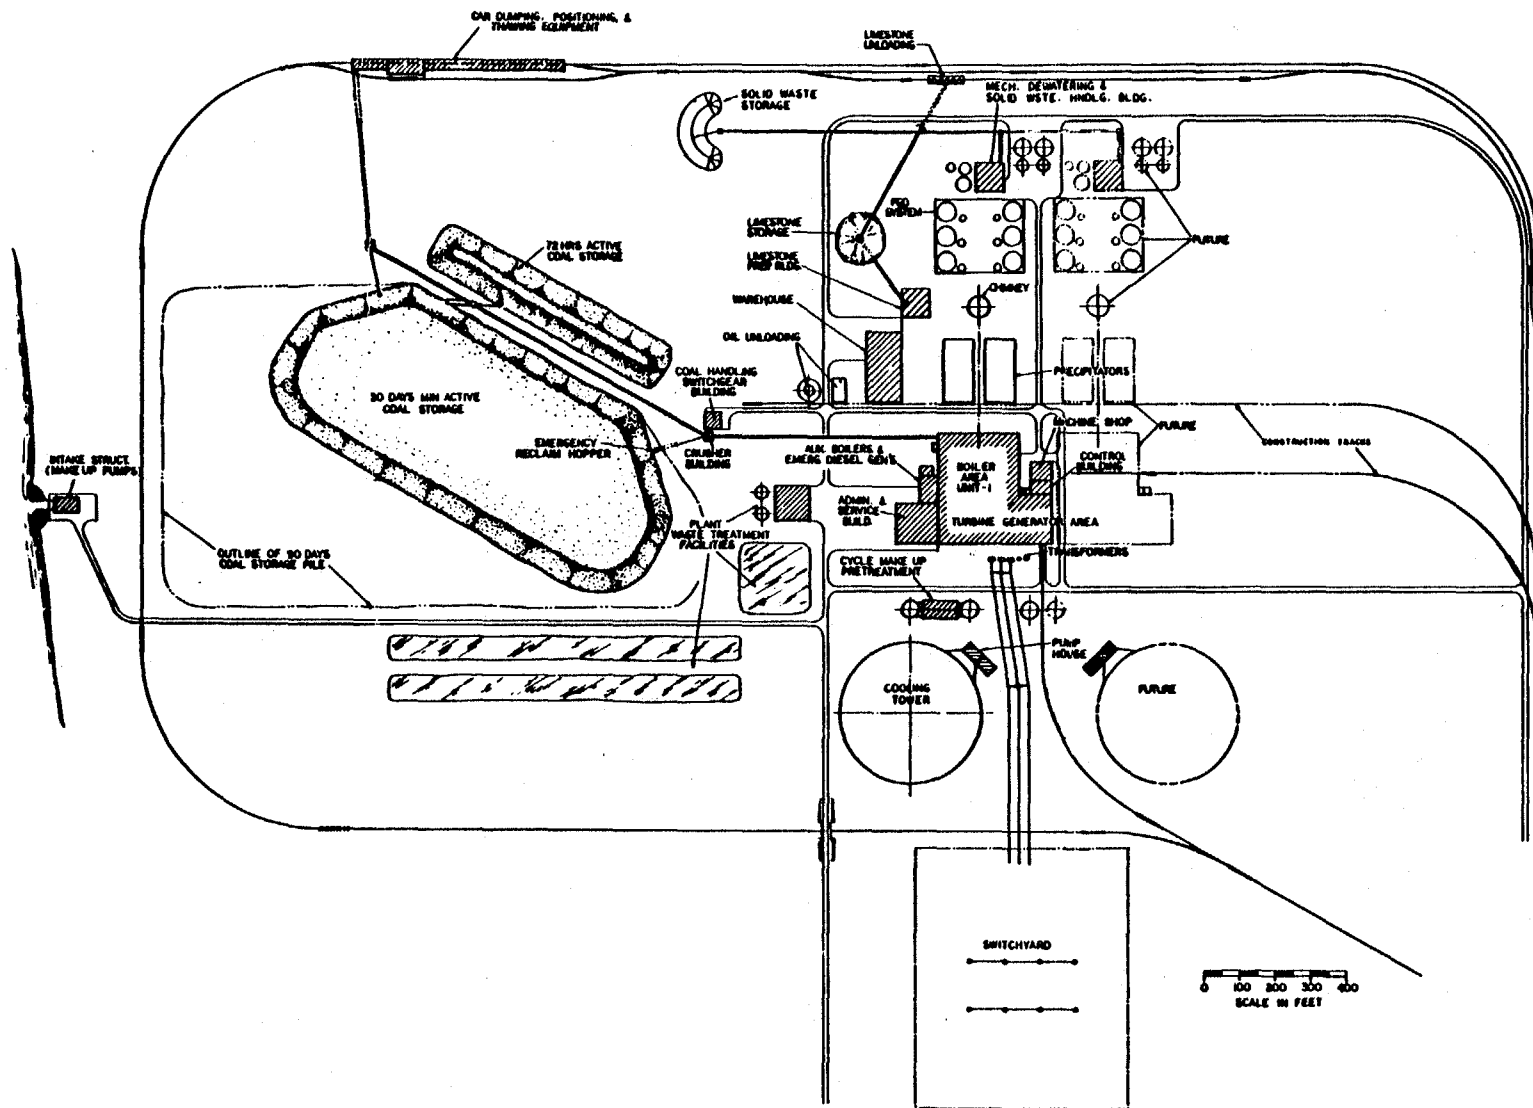 CAR DUMPING, POSITIONING, &
THAWING EQUIPMENT
LIMESTONE
UNLOADING
MECH. DEWATERING &
SOLID WSTE. HNDLG. BLDG.
SOLID WASTE
STORAGE
FGD
SYSTEM
LIMESTONE
STORAGE
FUTURE
72 HRS ACTIVE
COAL STORAGE
LIMESTONE
PREP BLDG.
CHIMNEY
WAREHOUSE
OIL UNLOADING
COAL HANDLING
SWITCHGEAR
BUILDING
PRECIPITATORS
30 DAYS MIN ACTIVE
COAL STORAGE
MACHINE SHOP
FUTURE
EMERGENCY
RECLAIM HOPPER
CRUSHER
BUILDING
AUX. BOILERS &
EMERG. DIESEL GEN'S.
BOILER
AREA
UNIT-1
CONTROL
BUILDING
CONSTRUCTION TRACKS
INTAKE STRUCT.
(MAKE UP PUMPS)
ADMIN. &
SERVICE
BUILD.
TURBINE GENERATOR AREA
PLANT
WASTE TREATMENT
FACILITIES
OUTLINE OF 90 DAYS
COAL STORAGE PILE
CYCLE MAKE UP
PRETREATMENT
TRANSFORMERS
PUMP
HOUSE
COOLING
TOWER
FUTURE
SWITCHYARD
0 100 200 300 400
SCALE IN FEET